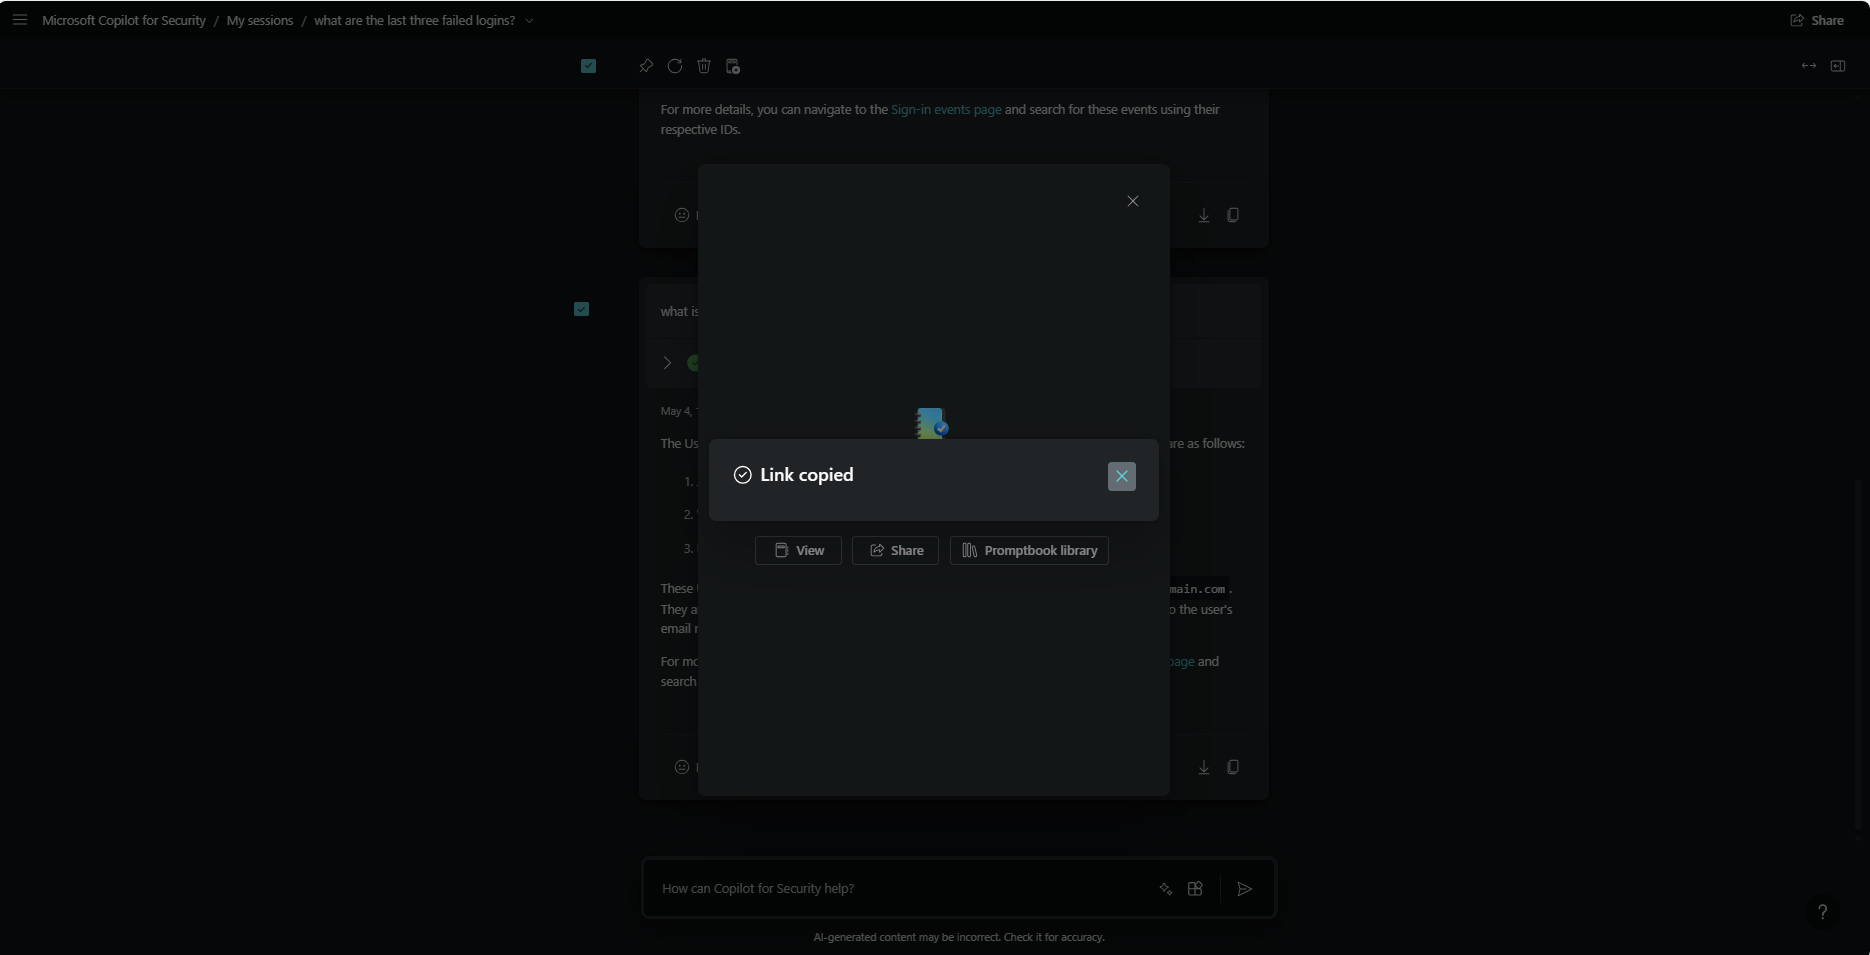 Microsoft Copilot for Security / My sessions / what are the last three failed logins?
Share
For more details, you can navigate to the Sign-in events page and search for these events using their
respective IDs.
what is
May 4,
The Us
are as follows:
1.
2.
3.
Link copied
View
Share
Promptbook library
These
main.com.
They a
o the user's
email r
For mo
page and
search
How can Copilot for Security help?
AI-generated content may be incorrect. Check it for accuracy.
?